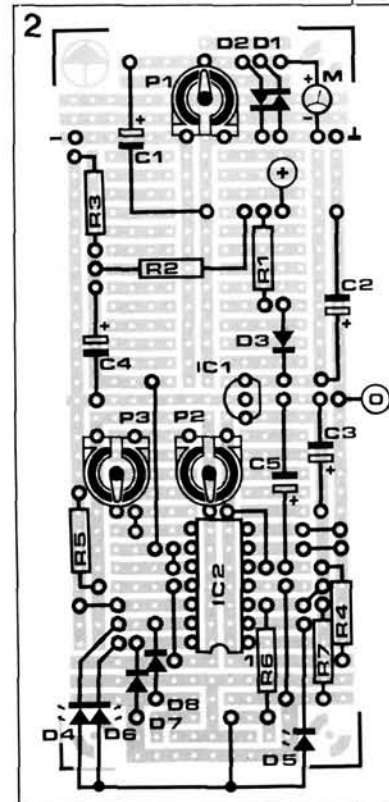 2
D2 D1
P1
+
M
-
+
-
⊥
C1
+
R3
R2
R1
C2
+
D3
+
C4
IC1
0
P3 P2
C3
C5
+
+
R5
IC2
R4
R7
R6
1
D8
D7
D4 D6
D5